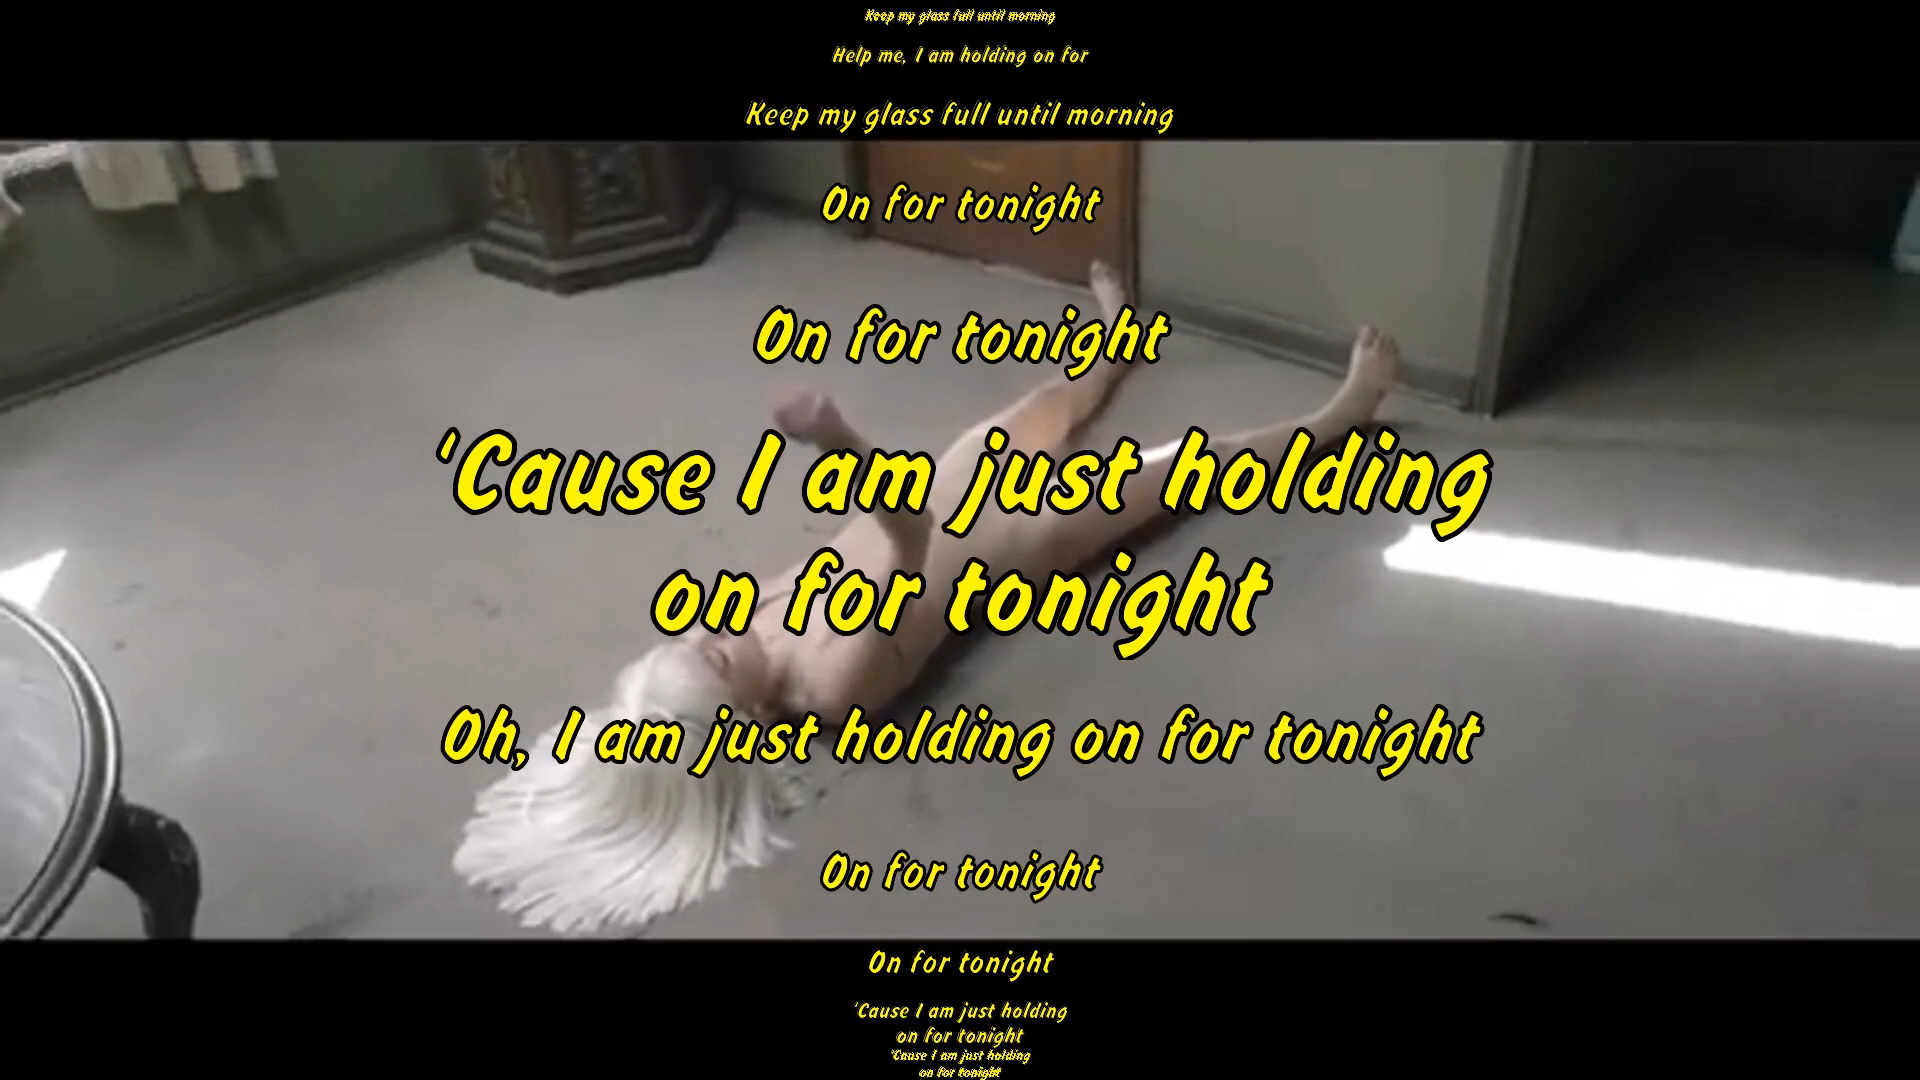 Keep my glass full until morning
Help me, I am holding on for
Keep my glass full until morning
On for tonight
On for tonight
'Cause I am just holding
on for tonight
Oh, I am just holding on for tonight
On for tonight
On for tonight
'Cause I am just holding
on for tonight
'Cause I am just holding
on for tonight